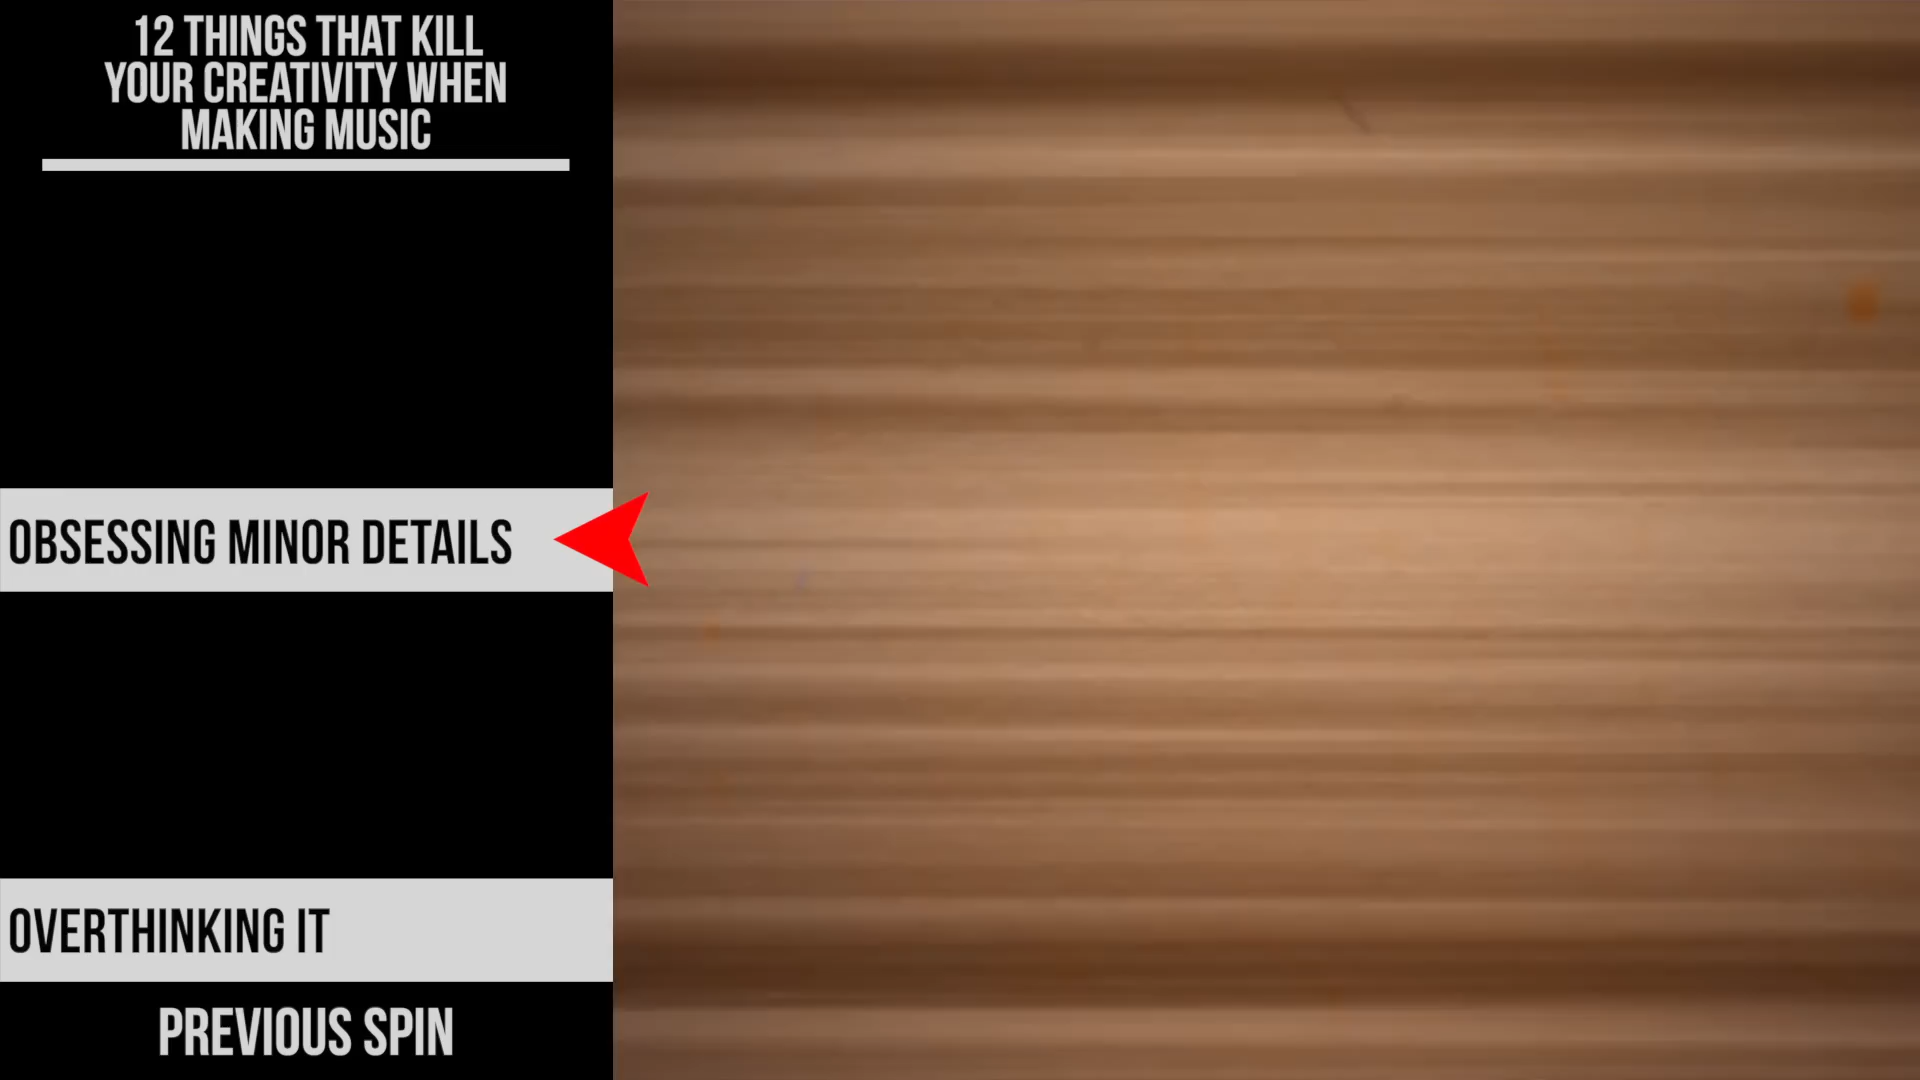 12 THINGS THAT KILL
YOUR CREATIVITY WHEN
MAKING MUSIC
OBSESSING MINOR DETAILS
OVERTHINKING IT
PREVIOUS SPIN